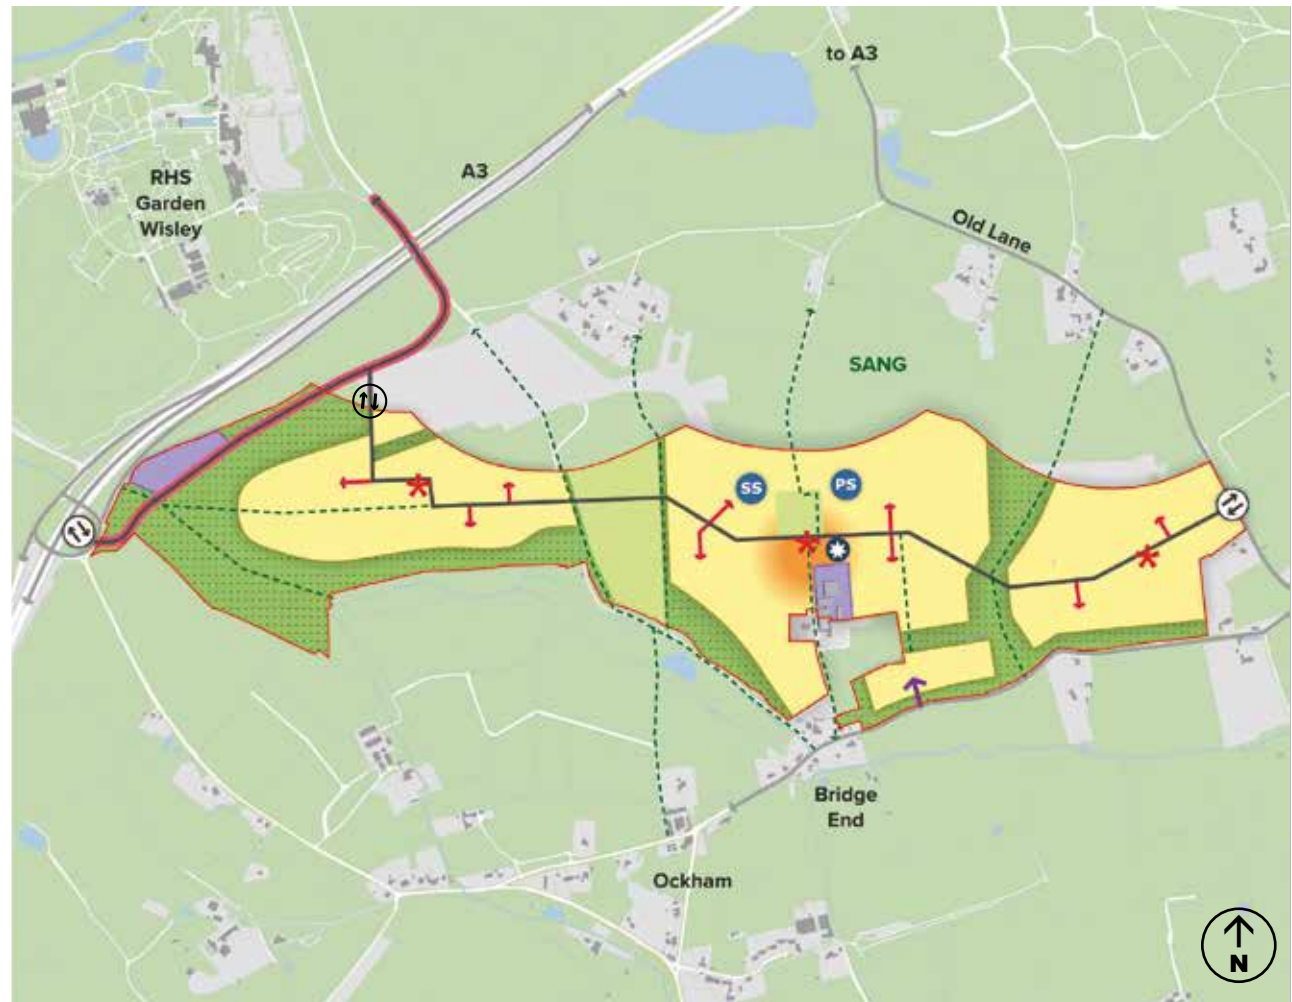 to A3
A3
RHS
Garden
Wisley
Old Lane
SANG
SS
PS
Bridge
End
Ockham
N